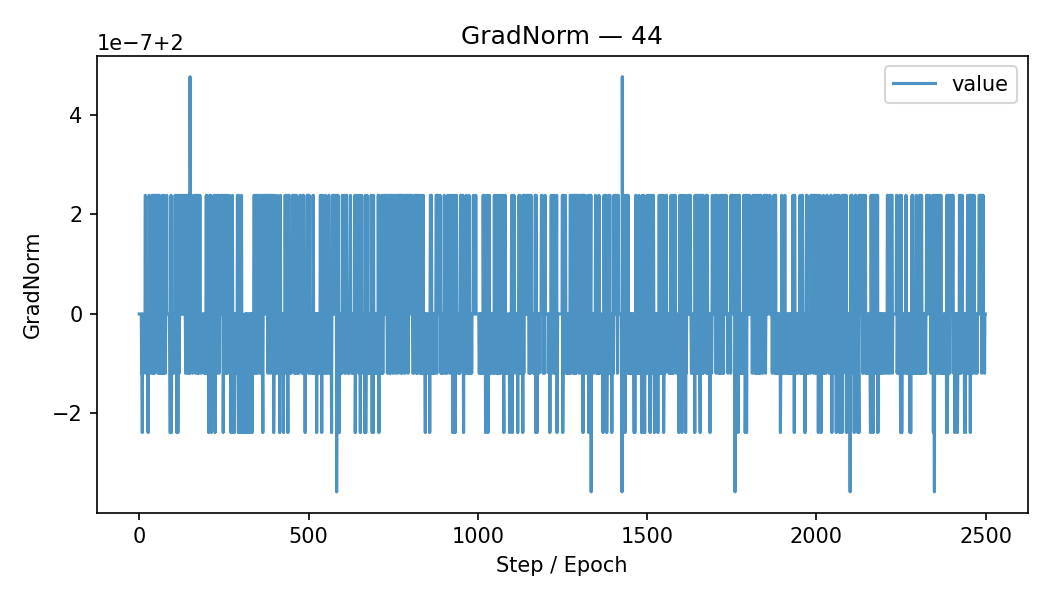 GradNorm — 44
1e−7+2
value
4
2
0
−2
GradNorm
0
500
1000
1500
2000
2500
Step / Epoch